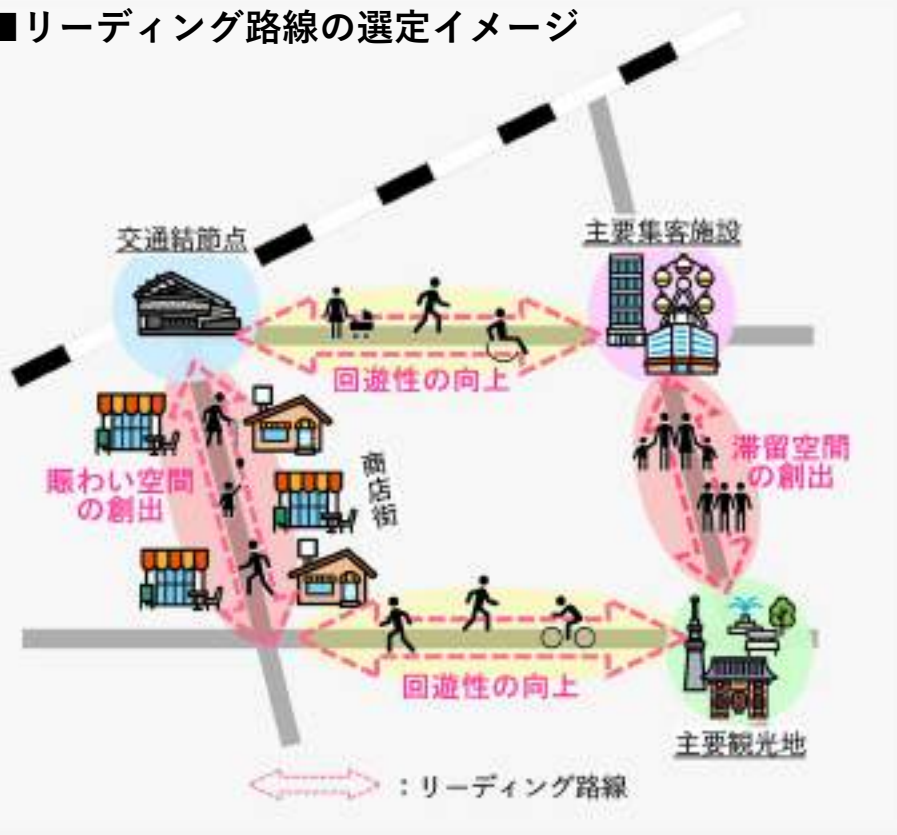 ■リーディング路線の選定イメージ
交通結節点
主要集客施設
回遊性の向上
賑わい空間
の創出
商店街
滞留空間
の創出
回遊性の向上
主要観光地
：リーディング路線